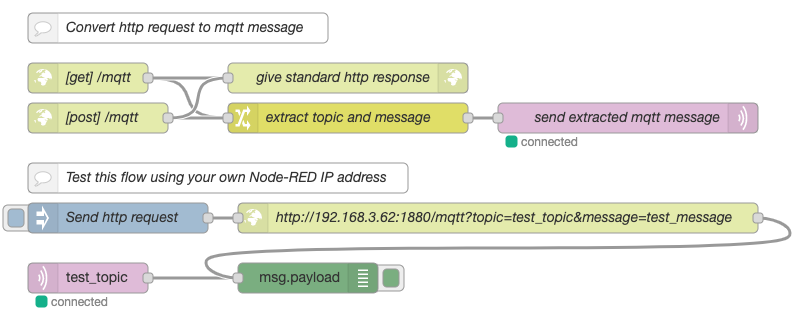 Convert http request to mqtt message
[get] /mqtt
give standard http response
[post] /mqtt
extract topic and message
send extracted mqtt message
connected
Test this flow using your own Node-RED IP address
Send http request
http://192.168.3.62:1880/mqtt?topic=test_topic&message=test_message
test_topic
msg.payload
connected